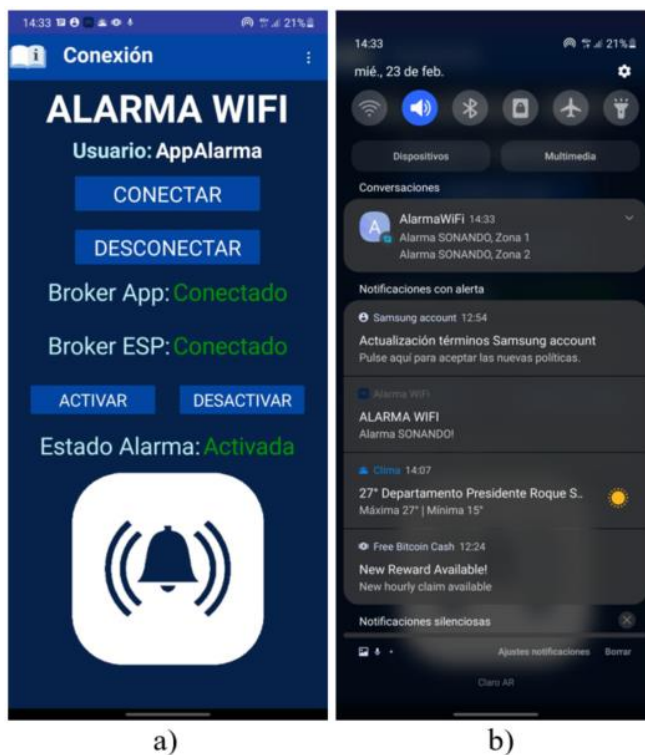 14:33 21%
Conexión
ALARMA WIFI
Usuario: AppAlarma
CONECTAR
DESCONECTAR
Broker App: Conectado
Broker ESP: Conectado
ACTIVAR DESACTIVAR
Estado Alarma: Activada
a)
14:33 21%
mié., 23 de feb.
Dispositivos Multimedia
Conversaciones
A
AlarmaWiFi 14:33
Alarma SONANDO, Zona 1
Alarma SONANDO, Zona 2
Notificaciones con alerta
Samsung account 12:54
Actualización términos Samsung account
Pulse aquí para aceptar las nuevas políticas.
Alarma WiFi
ALARMA WIFI
Alarma SONANDO!
Clima 14:07
27° Departamento Presidente Roque S..
Máxima 27° | Mínima 15°
Free Bitcoin Cash 12:24
New Reward Available!
New hourly claim available
Notificaciones silenciosas
Ajustes notificaciones Borrar
Claro AR
b)